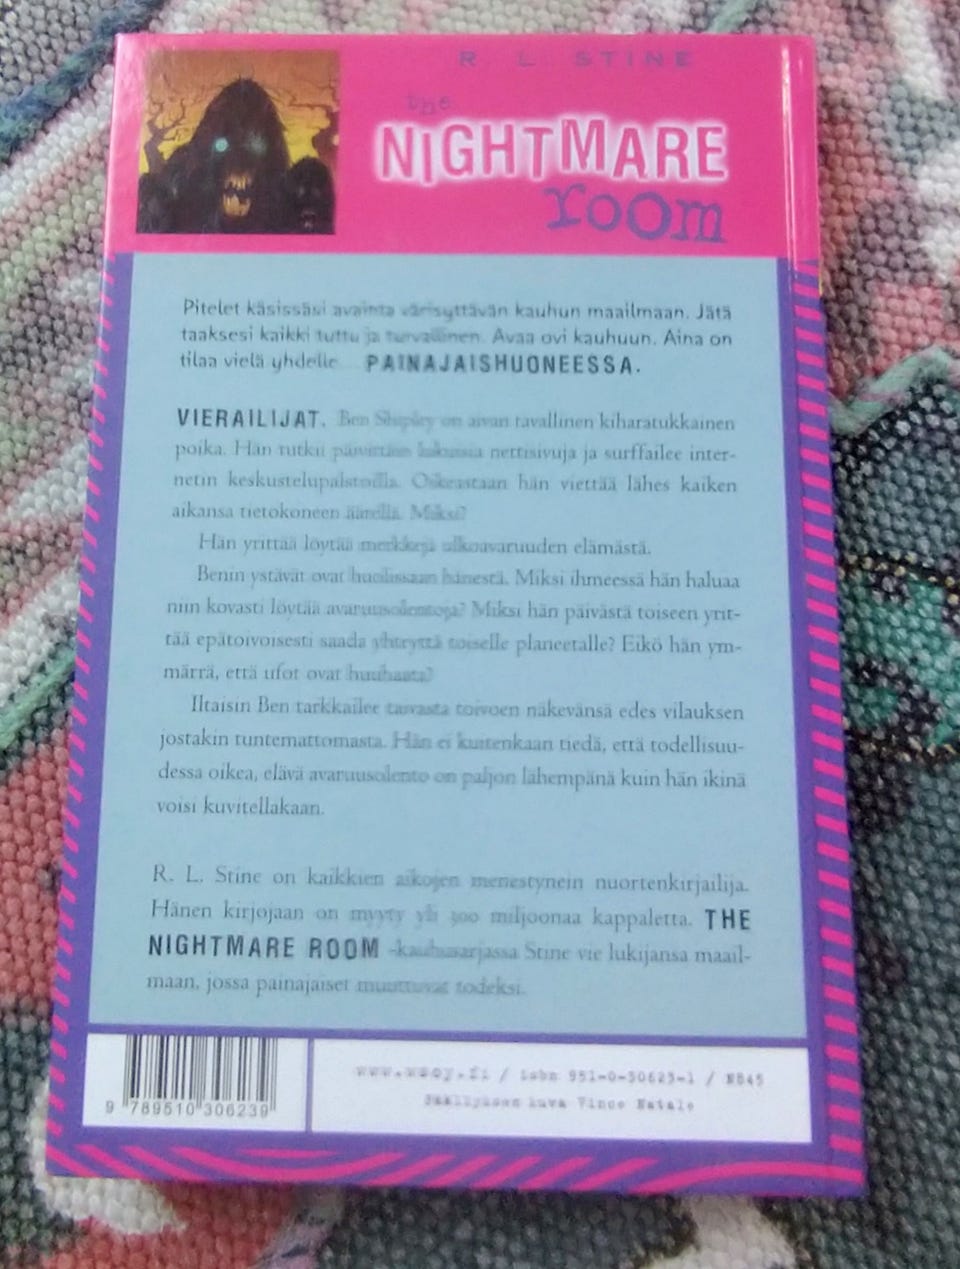 R L STINE
the
NIGHTMARE
room
Pitelet käsissäsi avainta värisyttävän kauhun maailmaan. Jätä
taaksesi kaikki tuttu ja turvallinen. Avaa ovi kauhuun. Aina on
tilaa vielä yhdelle... PAINAJAISHUONEESSA.
VIERAILIJAT. Ben Shipley on aivan tavallinen kiharatukkainen
poika. Hän tutkii päivittäin lukuisia nettisivuja ja surffailee inter-
netin keskustelupalstoilla. Oikeastaan hän viettää lähes kaiken
aikansa tietokoneen äärellä. Miksi?
Hän yrittää löytää merkkejä ulkoavaruuden elämästä.
Benin ystävät ovat huolissaan hänestä. Miksi ihmeessä hän haluaa
niin kovasti löytää avaruusolentoja? Miksi hän päivästä toiseen yrit-
tää epätoivoisesti saada yhteyttä toiselle planeetalle? Eikö hän ym-
märrä, että ufot ovat huuhaata?
Iltaisin Ben tarkkailee taivasta toivoen näkevänsä edes vilauksen
jostakin tuntemattomasta. Hän ei kuitenkaan tiedä, että todellisuu-
dessa oikea, elävä avaruusolento on paljon lähempänä kuin hän ikinä
voisi kuvitellakaan.
R. L. Stine on kaikkien aikojen menestynein nuortenkirjailija.
Hänen kirjojaan on myyty yli 300 miljoonaa kappaletta. THE
NIGHTMARE ROOM -kauhusarjassa Stine vie lukijansa maail-
maan, jossa painajaiset muuttuvat todeksi.
9 789510 306239
www.wsoy.fi / isbn 951-0-30623-1 / N845
Päällyksen kuva Vince Natale